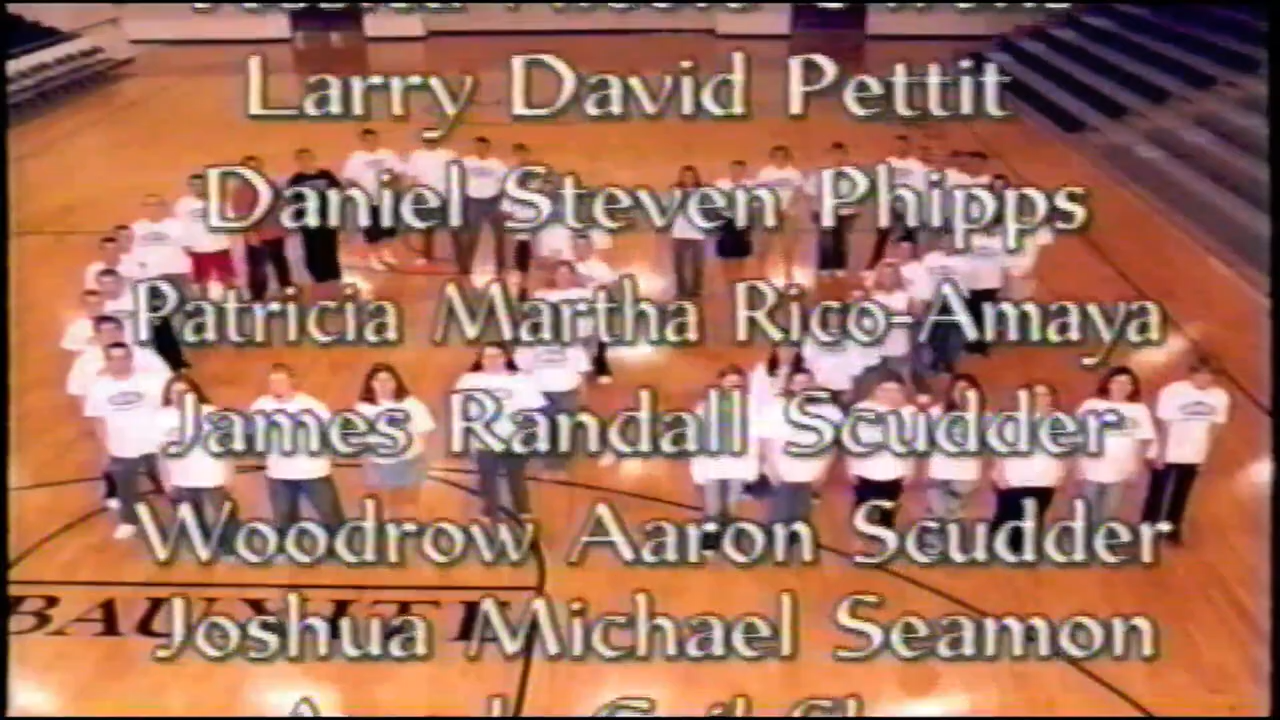 Larry David Pettit
Daniel Steven Phipps
Patricia Martha Rico-Amaya
James Randall Scudder
Woodrow Aaron Scudder
BAUXITE
Joshua Michael Seamon